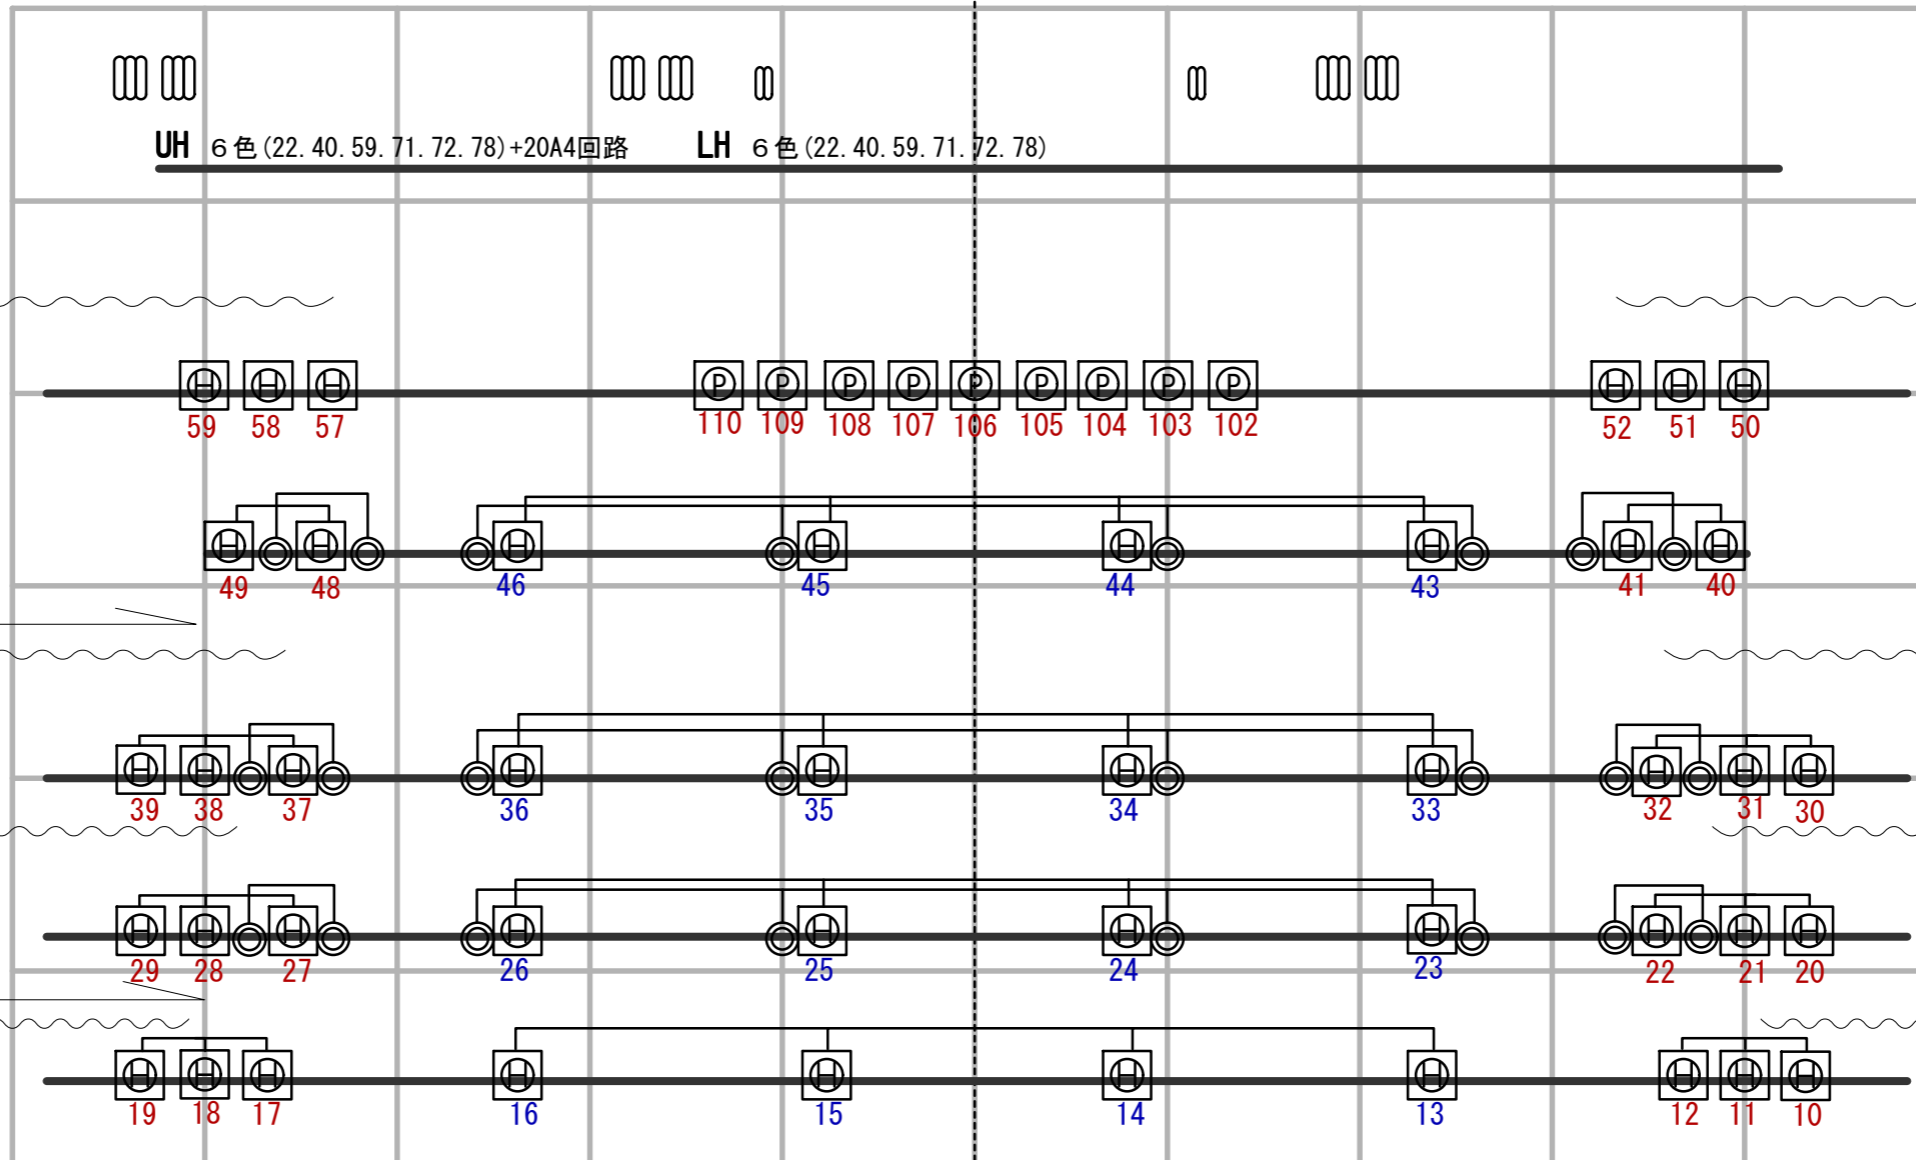 UH 6色(22.40.59.71.72.78)+20A4回路 LH 6色(22.40.59.71.72.78)
H H H P P P P P P P P P H H H
59 58 57 110 109 108 107 106 105 104 103 102 52 51 50
H H H H H H H H
49 48 46 45 44 43 41 40
H H H H H H H H H H
39 38 37 36 35 34 33 32 31 30
H H H H H H H H H H
29 28 27 26 25 24 23 22 21 20
H H H H H H H H H H
19 18 17 16 15 14 13 12 11 10